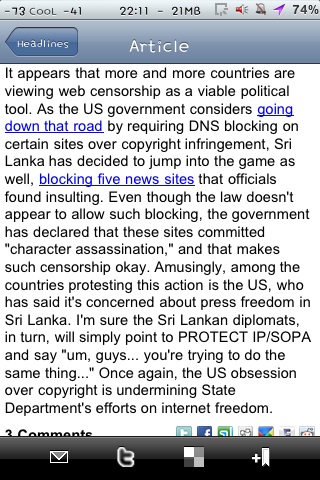 -73 COOL -41 22:11 - 21MB 74%
Headlines
Article
It appears that more and more countries are
viewing web censorship as a viable political
tool. As the US government considers going
down that road by requiring DNS blocking on
certain sites over copyright infringement, Sri
Lanka has decided to jump into the game as
well, blocking five news sites that officials
found insulting. Even though the law doesn't
appear to allow such blocking, the government
has declared that these sites committed
"character assassination," and that makes
such censorship okay. Amusingly, among the
countries protesting this action is the US, who
has said it's concerned about press freedom in
Sri Lanka. I'm sure the Sri Lankan diplomats,
in turn, will simply point to PROTECT IP/SOPA
and say "um, guys... you're trying to do the
same thing..." Once again, the US obsession
over copyright is undermining State
Department's efforts on internet freedom.
3 Comments